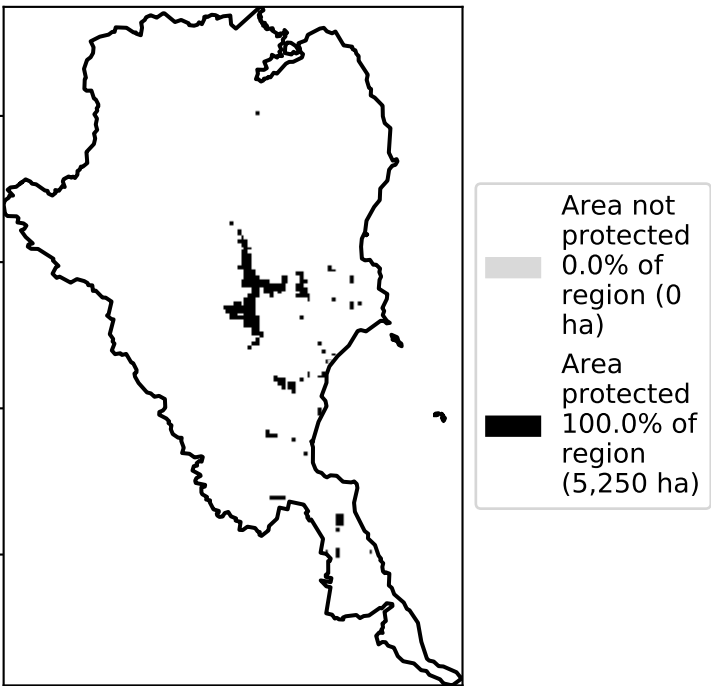 Area not
protected
0.0% of
region (0
ha)
Area
protected
100.0% of
region
(5,250 ha)